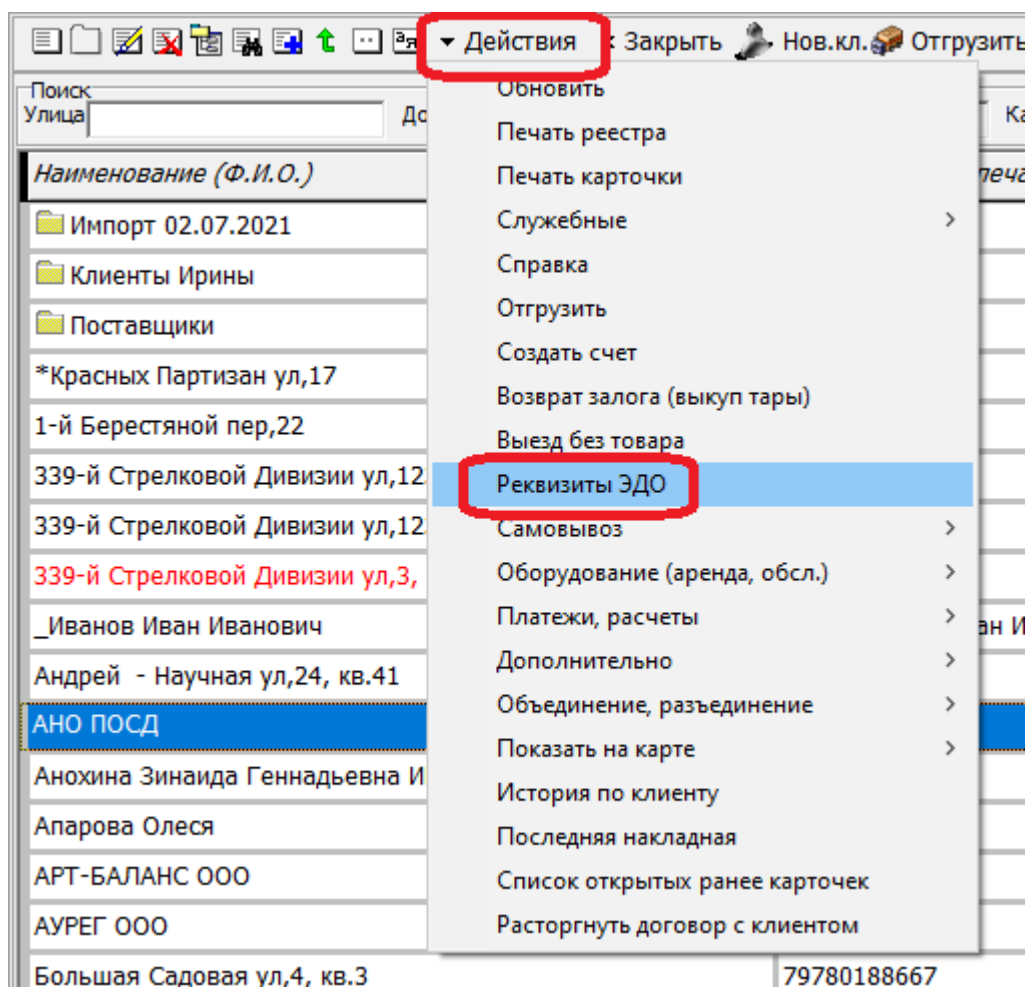 Действия Закрыть Нов.кл. Отгрузить
Поиск
Улица
Наименование (Ф.И.О.)
Импорт 02.07.2021
Клиенты Ирины
Поставщики
*Красных Партизан ул,17
1-й Берестяной пер,22
339-й Стрелковой Дивизии ул,12
339-й Стрелковой Дивизии ул,12
339-й Стрелковой Дивизии ул,3,
_Иванов Иван Иванович
Андрей - Научная ул,24, кв.41
АНО ПОСД
Анохина Зинаида Геннадьевна И
Апарова Олеся
АРТ-БАЛАНС ООО
АУРЕГ ООО
Большая Садовая ул,4, кв.3 79780188667
Обновить
Печать реестра
Печать карточки
Служебные
Справка
Отгрузить
Создать счет
Возврат залога (выкуп тары)
Выезд без товара
Реквизиты ЭДО
Самовывоз
Оборудование (аренда, обсл.)
Платежи, расчеты
Дополнительно
Объединение, разъединение
Показать на карте
История по клиенту
Последняя накладная
Список открытых ранее карточек
Расторгнуть договор с клиентом